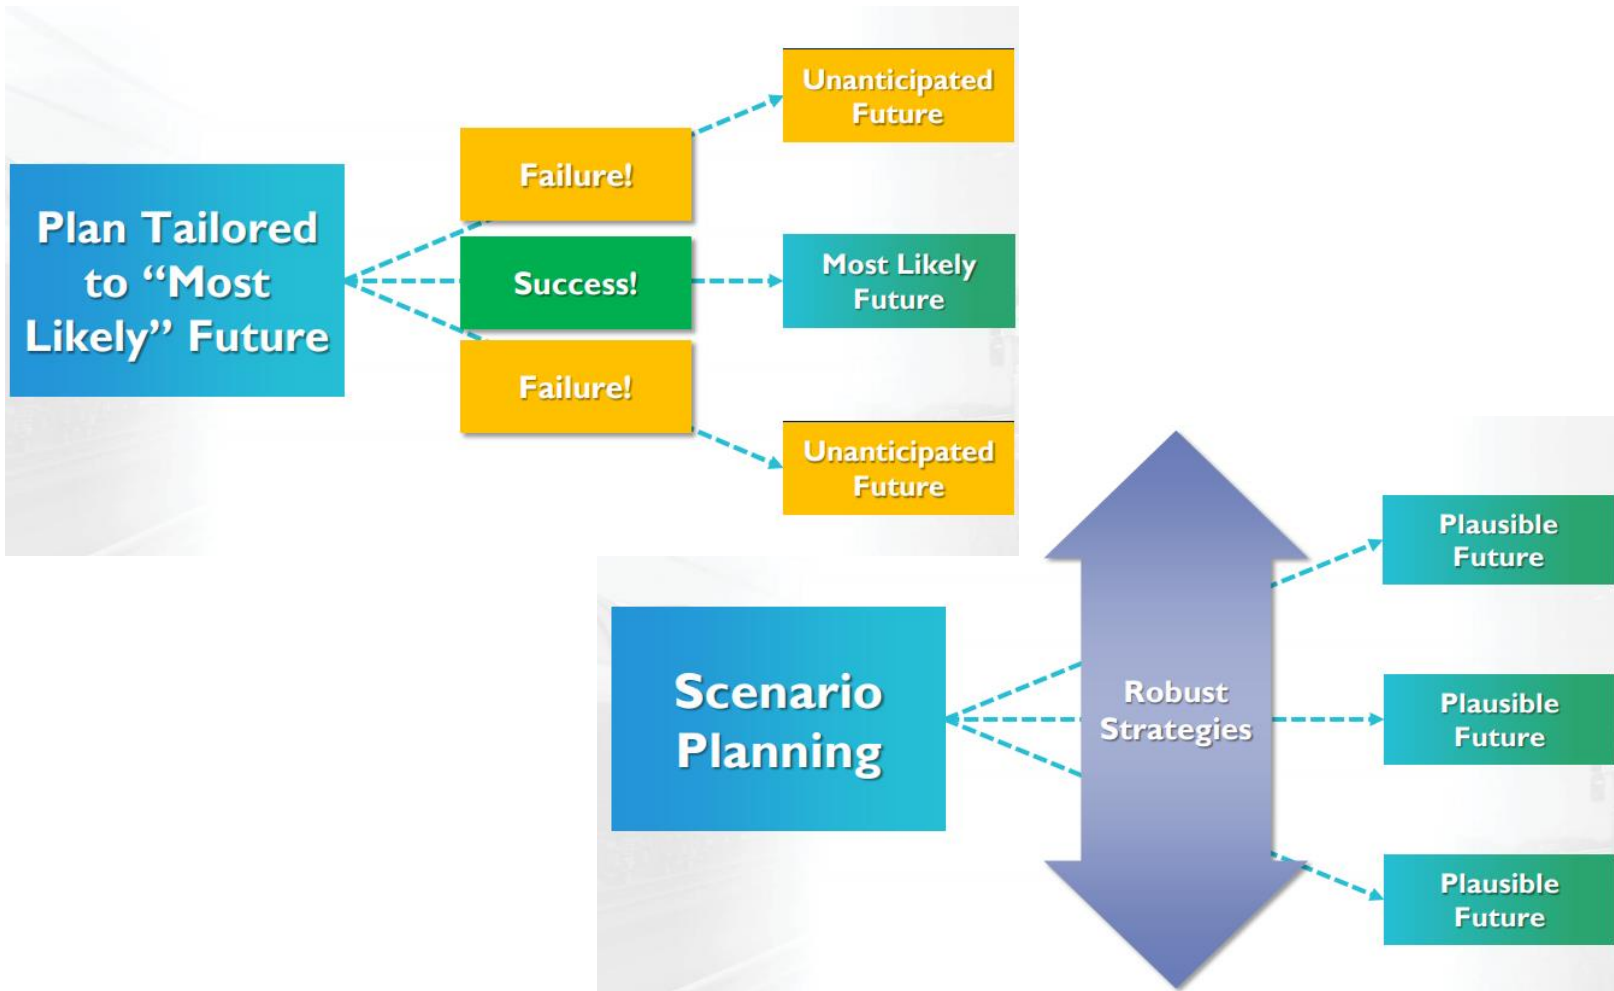 Plan Tailored
to “Most
Likely” Future
Failure!
Success!
Failure!
Unanticipated
Future
Most Likely
Future
Unanticipated
Future
Scenario
Planning
Robust
Strategies
Plausible
Future
Plausible
Future
Plausible
Future